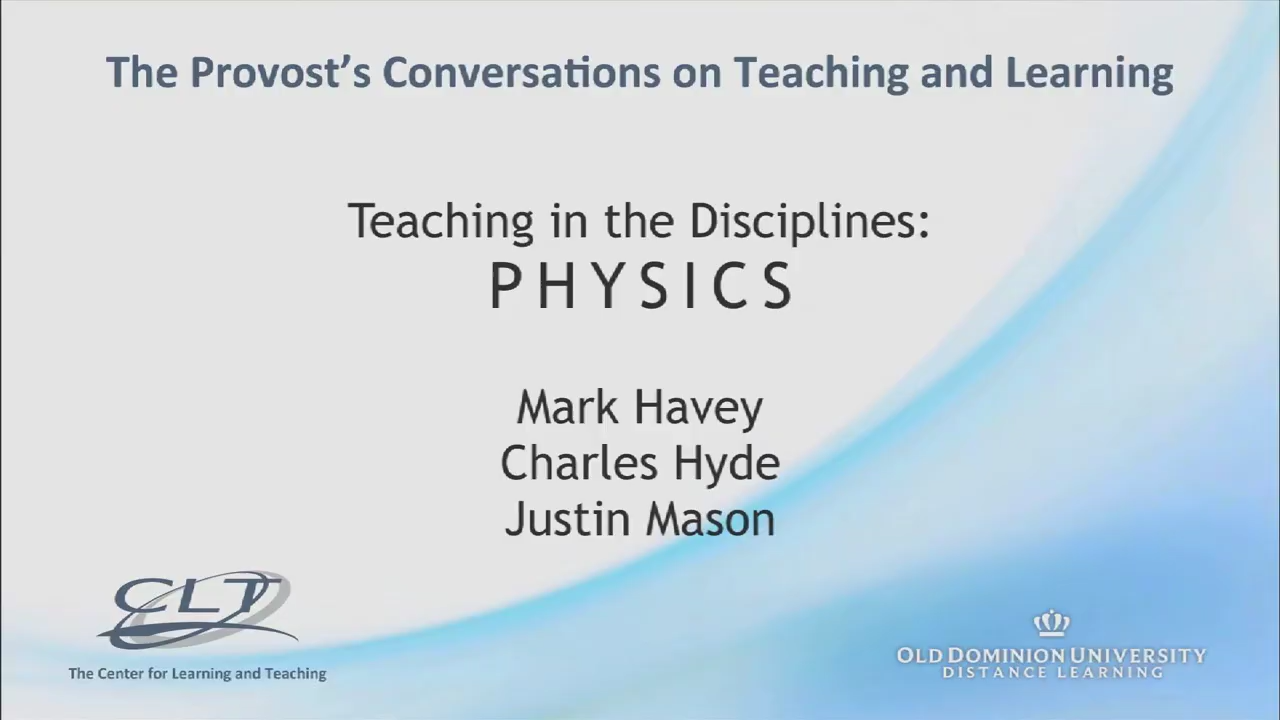 The Provost’s Conversations on Teaching and Learning
Teaching in the Disciplines:
PHYSICS
Mark Havey
Charles Hyde
Justin Mason
CLT
The Center for Learning and Teaching
OLD DOMINION UNIVERSITY
DISTANCE LEARNING